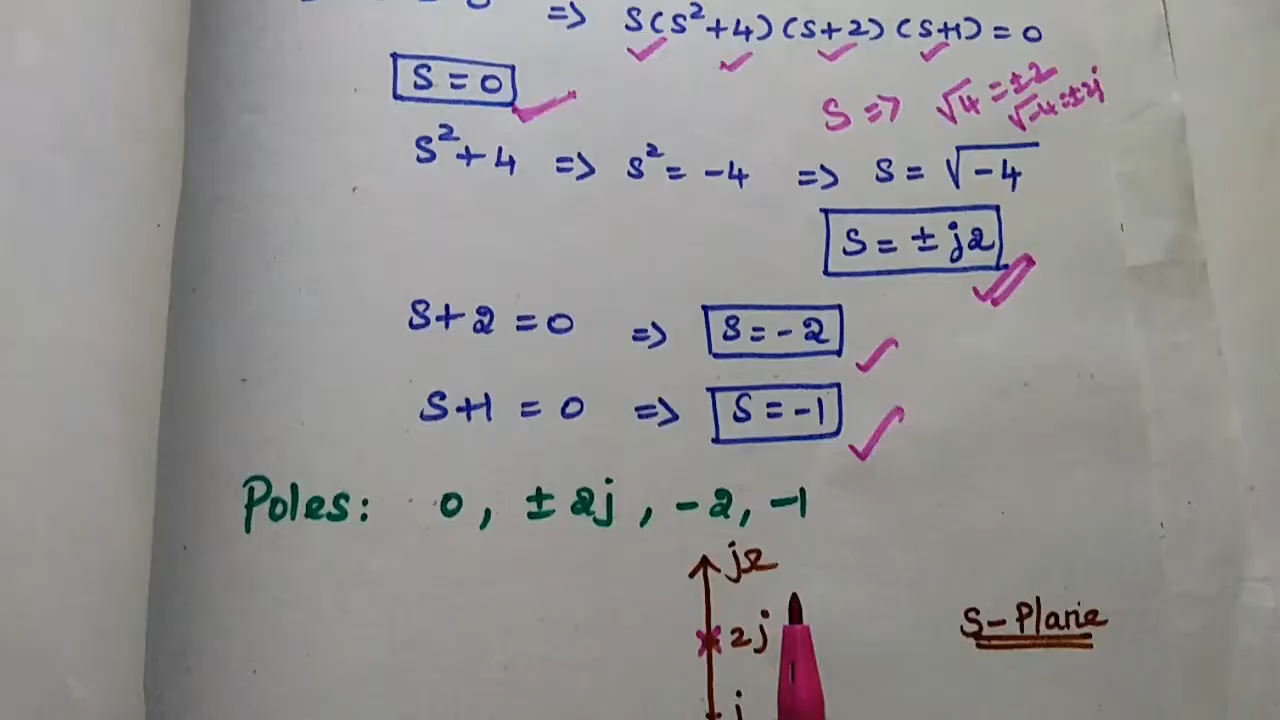 => S(S²+4)(S+2)(S+1)=0
S=0
S => √4=±2
√-4=±2j
S²+4 => S²=-4 => S=√-4
S=±j2
S+2=0 => S=-2
S+1=0 => S=-1
Poles: 0, ±2j, -2, -1
S-Plane
2j
j